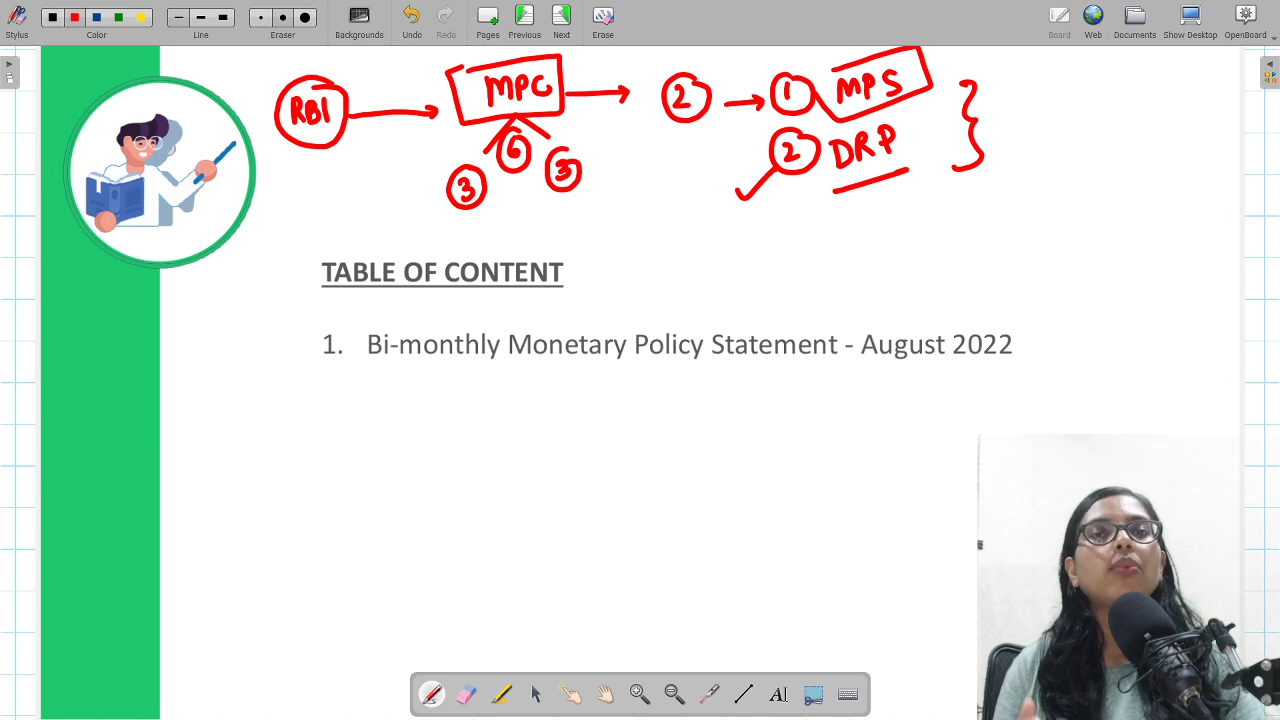 Stylus Color Line Eraser Backgrounds Undo Redo Pages Previous Next Erase Board Web Documents Show Desktop OpenBoard
RBI MPC 2 1 MPS
3 6 3 2 DRP
TABLE OF CONTENT
1. Bi-monthly Monetary Policy Statement - August 2022
AI